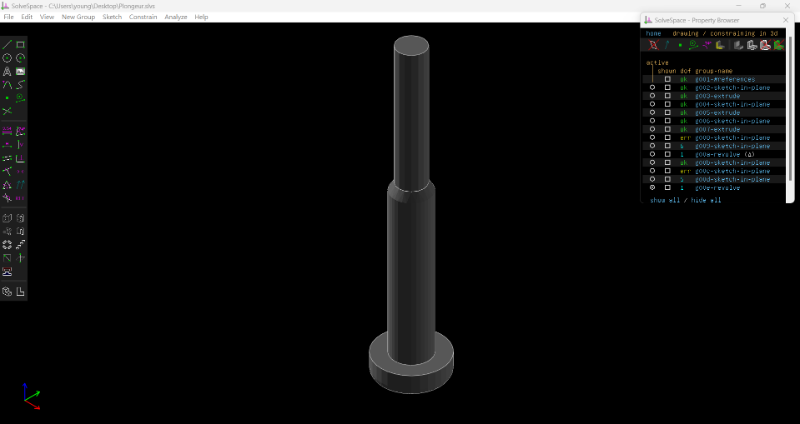 SolveSpace - C:\Users\young\Desktop\Plongeur.slvs
File Edit View New Group Sketch Constrain Analyze Help
SolveSpace - Property Browser
home drawing / constraining in 3d
active
shown dof group-name
ok g001-#references
ok g002-sketch-in-plane
ok g003-extrude
ok g004-sketch-in-plane
ok g005-extrude
ok g006-sketch-in-plane
ok g007-extrude
err g008-sketch-in-plane
g009-sketch-in-plane
1 g00a-revolve (Δ)
ok g00b-sketch-in-plane
err g00c-sketch-in-plane
g00d-sketch-in-plane
1 g00e-revolve
show all / hide all